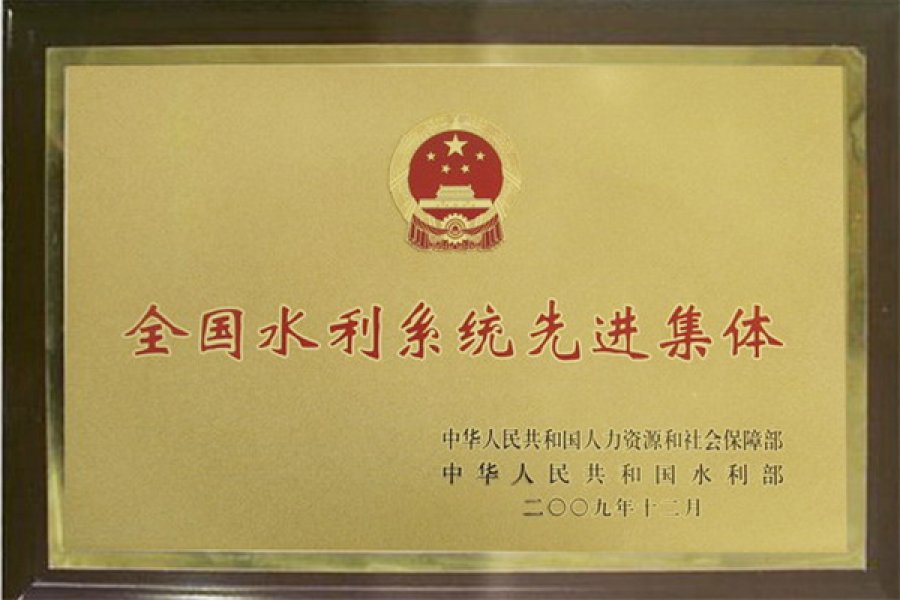 全国水利系统先进集体
中华人民共和国人力资源和社会保障部
中华人民共和国水利部
二〇〇九年十二月